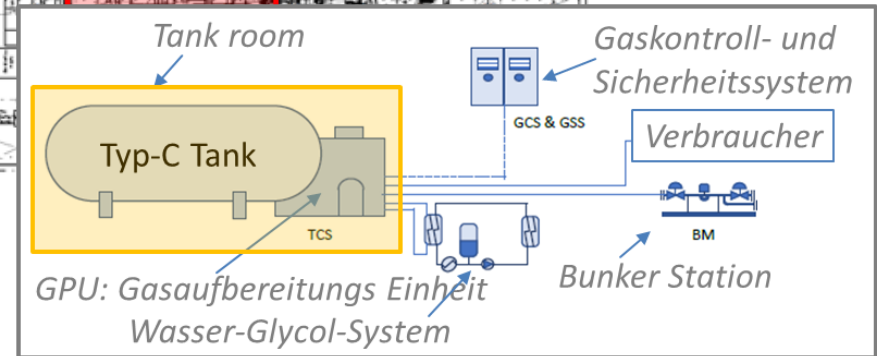 Tank room
Gaskontroll- und
Sicherheitssystem
GCS & GSS
Verbraucher
Typ-C Tank
TCS
BM
GPU: Gasaufbereitungs Einheit
Bunker Station
Wasser-Glycol-System